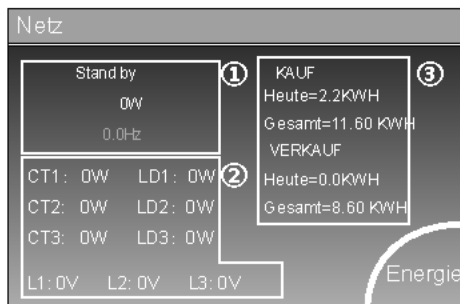 Netz
Stand by
0W
0.0Hz
①
CT1: 0W LD1: 0W
CT2: 0W LD2: 0W
CT3: 0W LD3: 0W
L1:0V L2:0V L3:0V
②
KAUF
Heute=2.2KWH
Gesamt=11.60 KWH
VERKAUF
Heute=0.0KWH
Gesamt=8.60 KWH
③
Energie